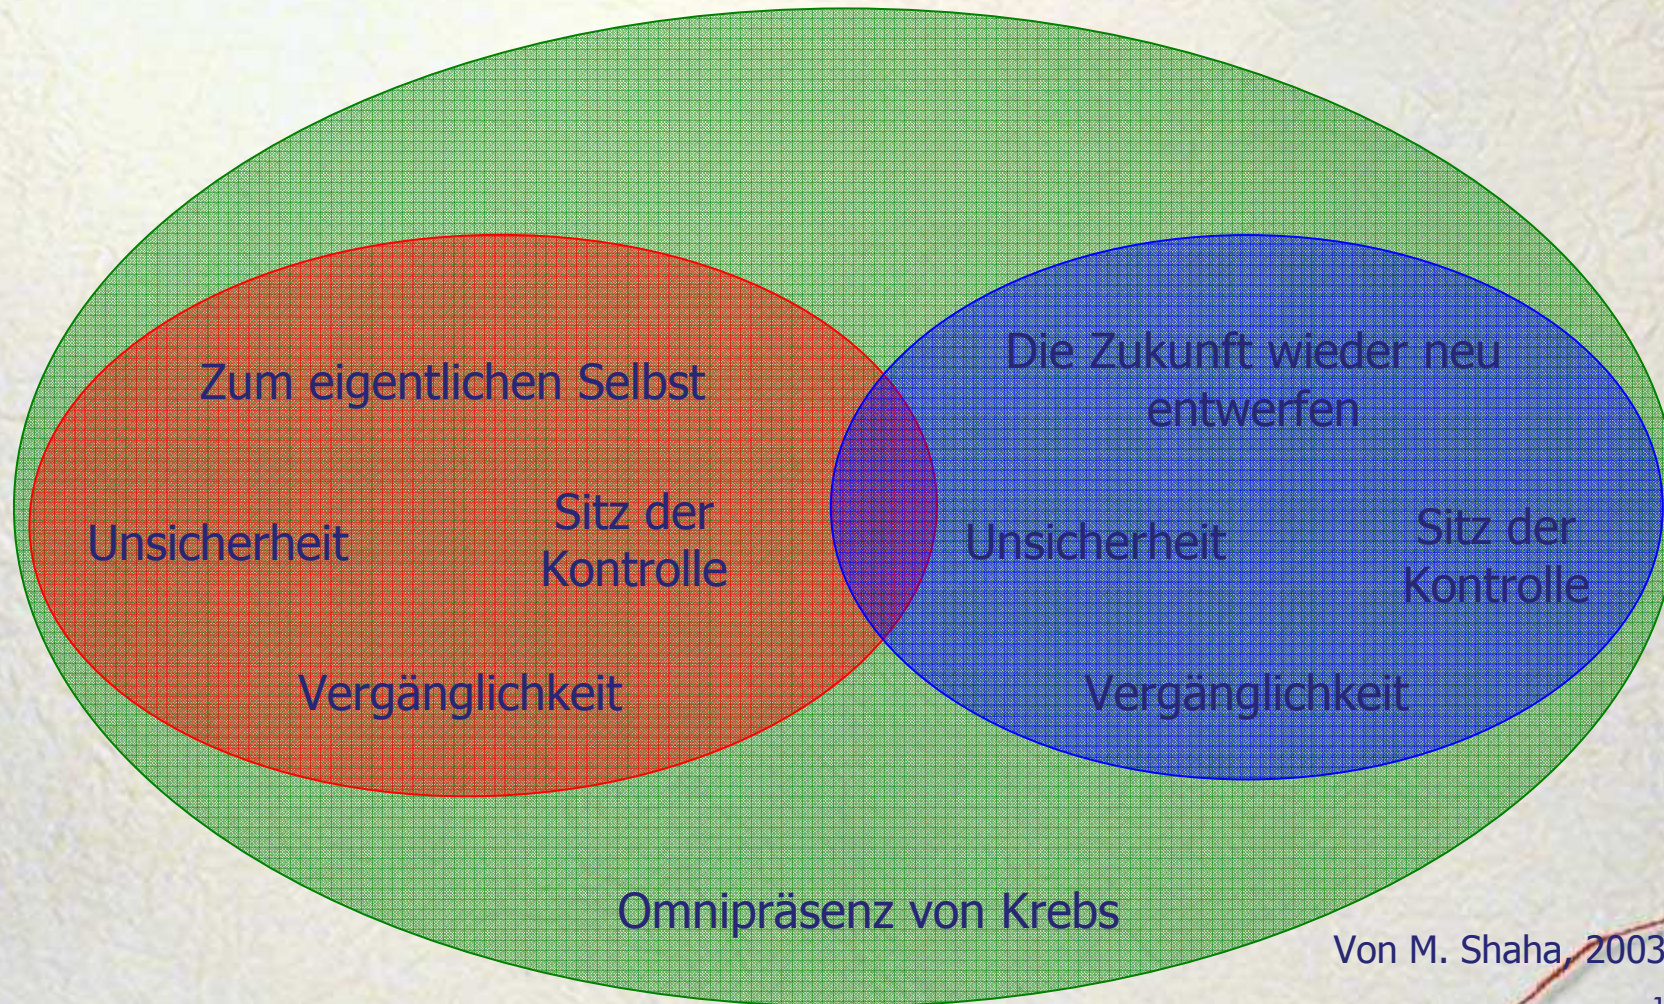 Zum eigentlichen Selbst
Unsicherheit
Sitz der
Kontrolle
Vergänglichkeit
Die Zukunft wieder neu
entwerfen
Unsicherheit
Sitz der
Kontrolle
Vergänglichkeit
Omnipräsenz von Krebs
Von M. Shaha, 2003